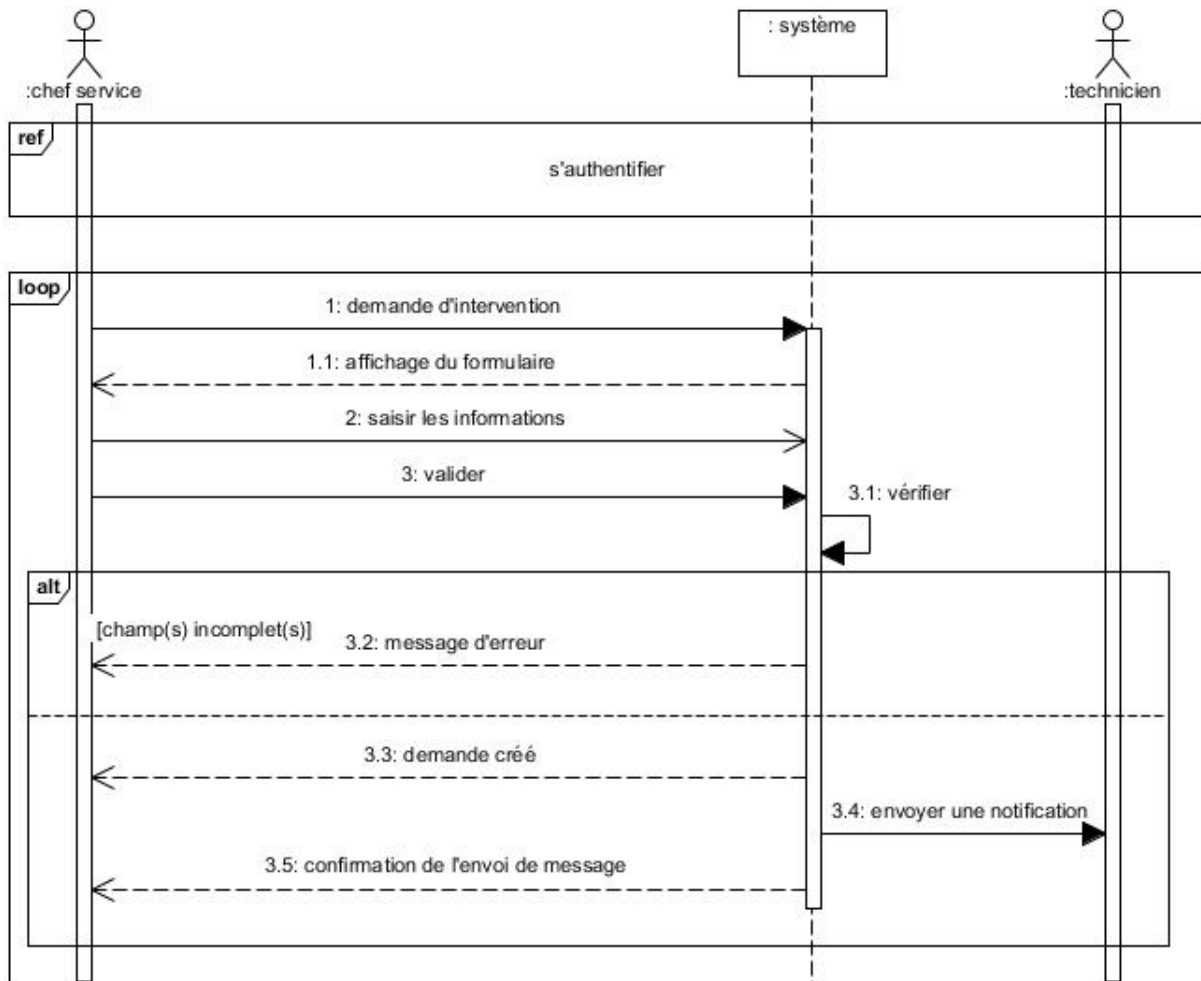 : système
:chef service
:technicien
ref
s'authentifier
loop
1: demande d'intervention
1.1: affichage du formulaire
2: saisir les informations
3: valider
3.1: vérifier
alt
[champ(s) incomplet(s)]
3.2: message d'erreur
3.3: demande créé
3.4: envoyer une notification
3.5: confirmation de l'envoi de message